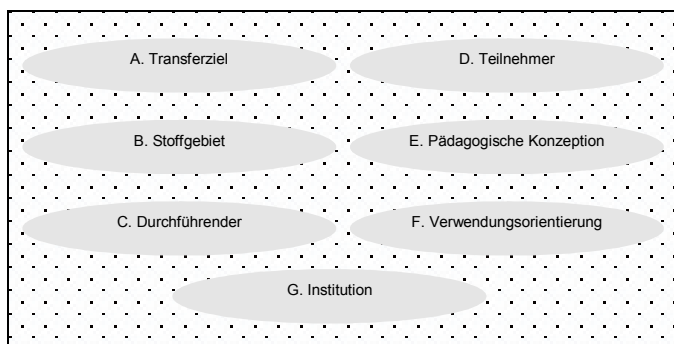 A. Transferziel
D. Teilnehmer
B. Stoffgebiet
E. Pädagogische Konzeption
C. Durchführender
F. Verwendungsorientierung
G. Institution